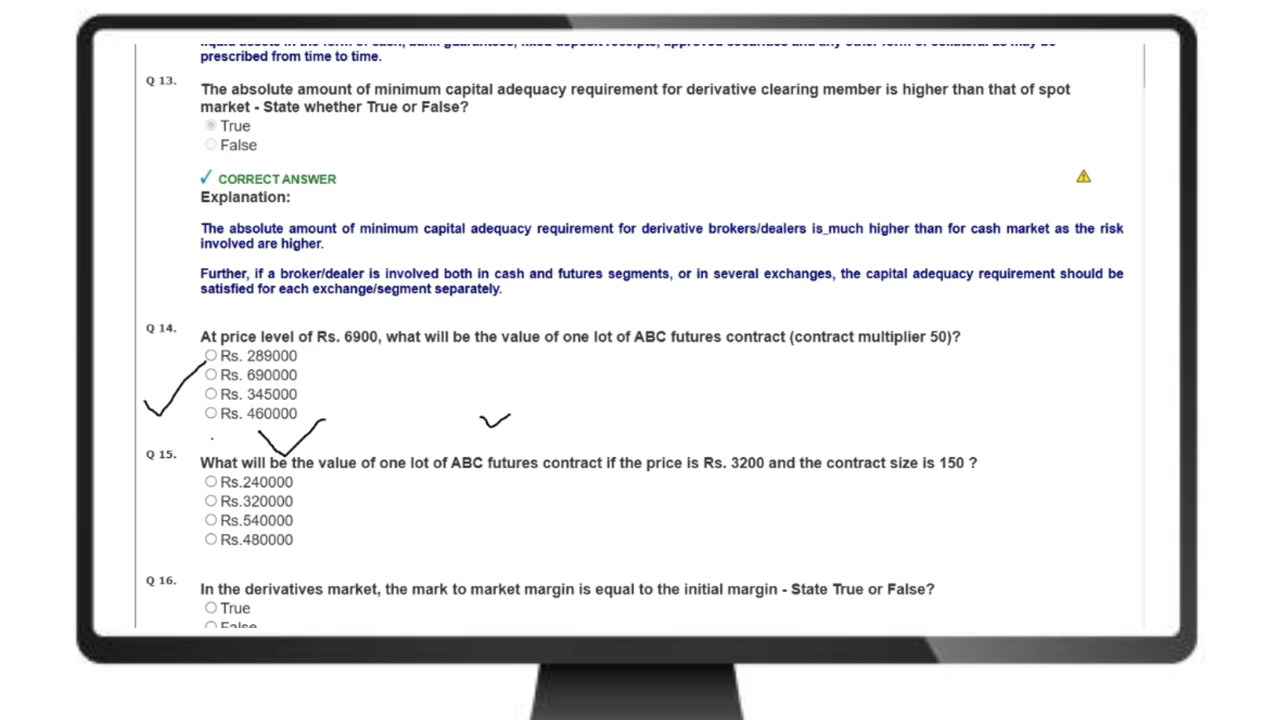 prescribed from time to time.
Q 13.
The absolute amount of minimum capital adequacy requirement for derivative clearing member is higher than that of spot
market - State whether True or False?
True
False
✓ CORRECT ANSWER
Explanation:
The absolute amount of minimum capital adequacy requirement for derivative brokers/dealers is much higher than for cash market as the risk
involved are higher.
Further, if a broker/dealer is involved both in cash and futures segments, or in several exchanges, the capital adequacy requirement should be
satisfied for each exchange/segment separately.
Q 14.
At price level of Rs. 6900, what will be the value of one lot of ABC futures contract (contract multiplier 50)?
Rs. 289000
Rs. 690000
Rs. 345000
Rs. 460000
Q 15.
What will be the value of one lot of ABC futures contract if the price is Rs. 3200 and the contract size is 150 ?
Rs.240000
Rs.320000
Rs.540000
Rs.480000
Q 16.
In the derivatives market, the mark to market margin is equal to the initial margin - State True or False?
True
False